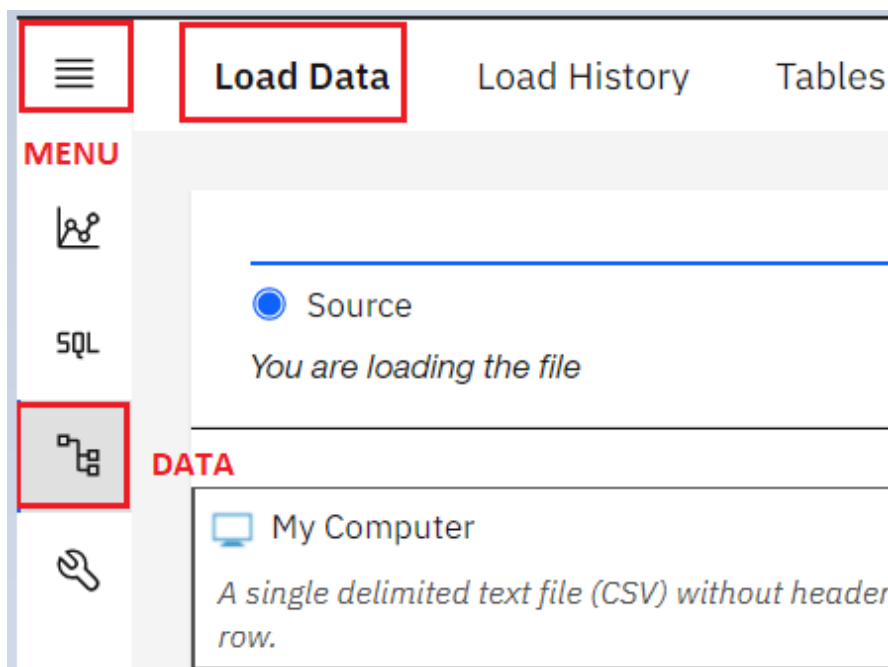 Load Data Load History Tables
MENU
SQL
Source
You are loading the file
DATA
My Computer
A single delimited text file (CSV) without header
row.